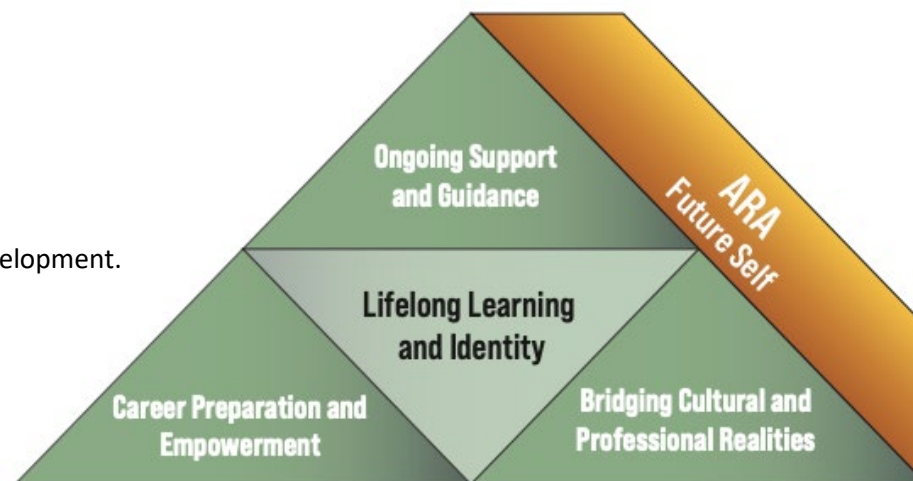 Ongoing Support
and Guidance
ARA
Future Self
elopment.
Lifelong Learning
and Identity
Career Preparation and
Empowerment
Bridging Cultural and
Professional Realities